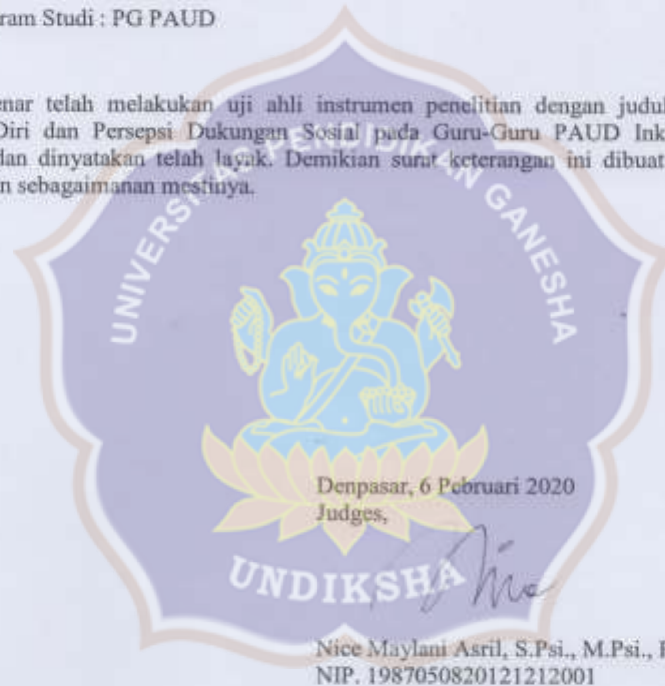 ram Studi : PG PAUD
enar telah melakukan uji ahli instrumen penelitian dengan judul
Diri dan Persepsi Dukungan Sosial pada Guru-Guru PAUD Ink
dan dinyatakan telah layak. Demikian surat keterangan ini dibuat
n sebagaimanan mestinya.
UNIVERSITAS PENDIDIKAN GANESHA
Denpasar, 6 Pebruari 2020
Judges,
UNDIKSHA
Nice Maylani Asril, S.Psi., M.Psi., P
NIP. 1987050820121212001